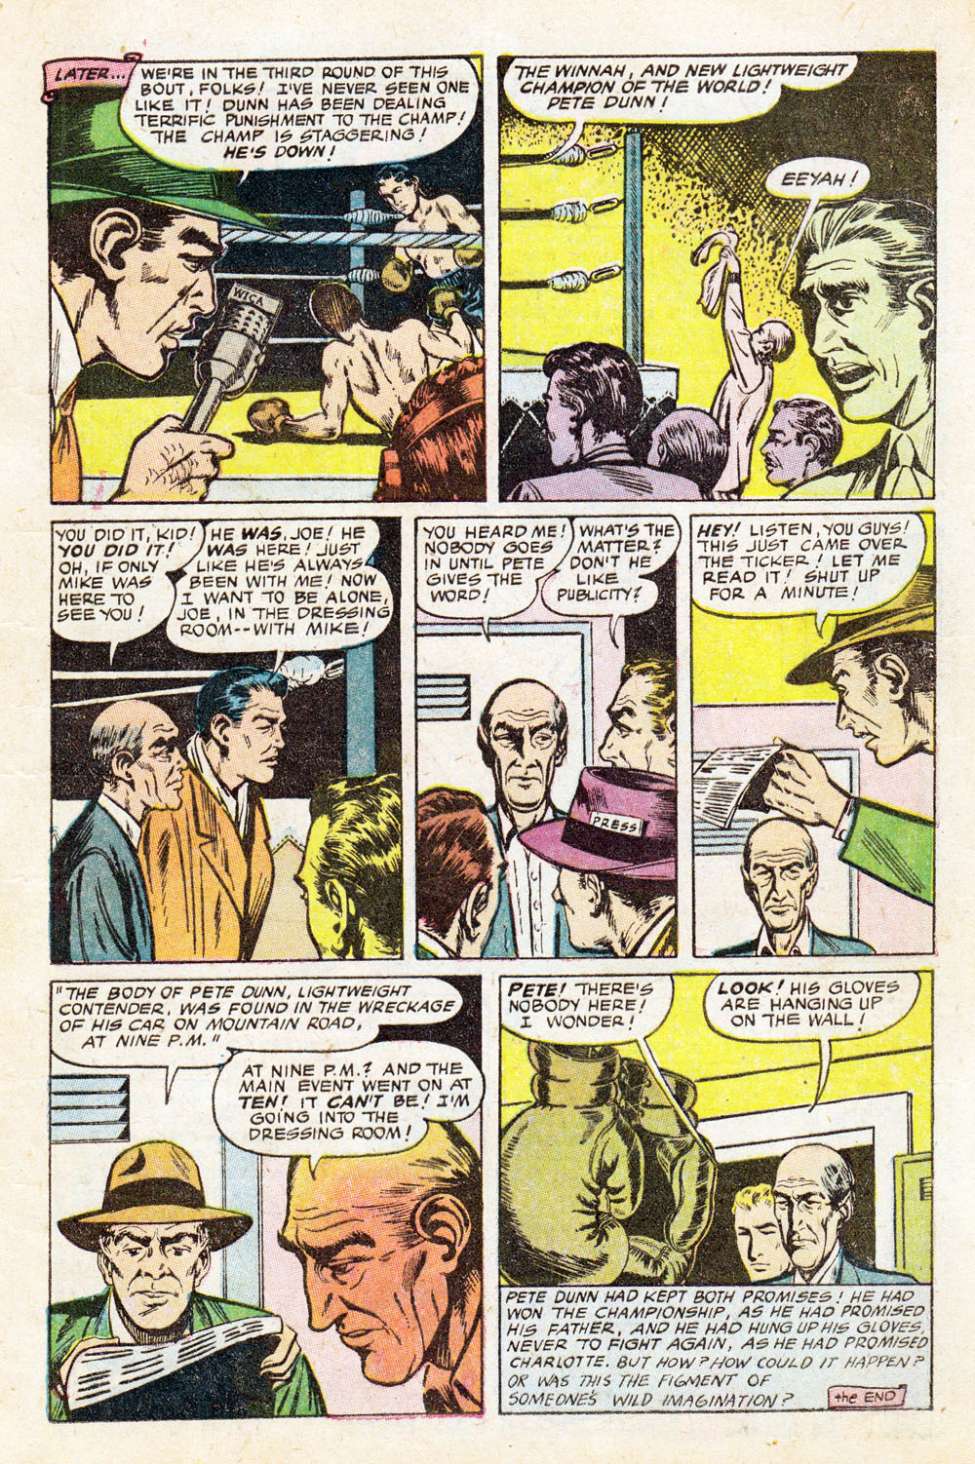 LATER...
WE'RE IN THE THIRD ROUND OF THIS
BOUT, FOLKS! I'VE NEVER SEEN ONE
LIKE IT! DUNN HAS BEEN DEALING
TERRIFIC PUNISHMENT TO THE CHAMP!
THE CHAMP IS STAGGERING!
HE'S DOWN!
WICA
THE WINNAH, AND NEW LIGHTWEIGHT
CHAMPION OF THE WORLD!
PETE DUNN!
EEYAH!
YOU DID IT, KID!
YOU DID IT!
OH, IF ONLY
MIKE WAS
HERE TO
SEE YOU!
HE WAS, JOE! HE
WAS HERE! JUST
LIKE HE'S ALWAYS
BEEN WITH ME! NOW
I WANT TO BE ALONE,
JOE, IN THE DRESSING
ROOM--WITH MIKE!
YOU HEARD ME!
NOBODY GOES
IN UNTIL PETE
GIVES THE
WORD!
WHAT'S THE
MATTER?
DON'T HE
LIKE
PUBLICITY?
PRESS
HEY! LISTEN, YOU GUYS!
THIS JUST CAME OVER
THE TICKER! LET ME
READ IT! SHUT UP
FOR A MINUTE!
"THE BODY OF PETE DUNN, LIGHTWEIGHT
CONTENDER, WAS FOUND IN THE WRECKAGE
OF HIS CAR ON MOUNTAIN ROAD,
AT NINE P.M."
AT NINE P.M.? AND THE
MAIN EVENT WENT ON AT
TEN! IT CAN'T BE! I'M
GOING INTO THE
DRESSING ROOM!
PETE! THERE'S
NOBODY HERE!
I WONDER!
LOOK! HIS GLOVES
ARE HANGING UP
ON THE WALL!
PETE DUNN HAD KEPT BOTH PROMISES! HE HAD
WON THE CHAMPIONSHIP, AS HE HAD PROMISED
HIS FATHER, AND HE HAD HUNG UP HIS GLOVES,
NEVER TO FIGHT AGAIN, AS HE HAD PROMISED
CHARLOTTE. BUT HOW? HOW COULD IT HAPPEN?
OR WAS THIS THE FIGMENT OF
SOMEONE'S WILD IMAGINATION?
the END